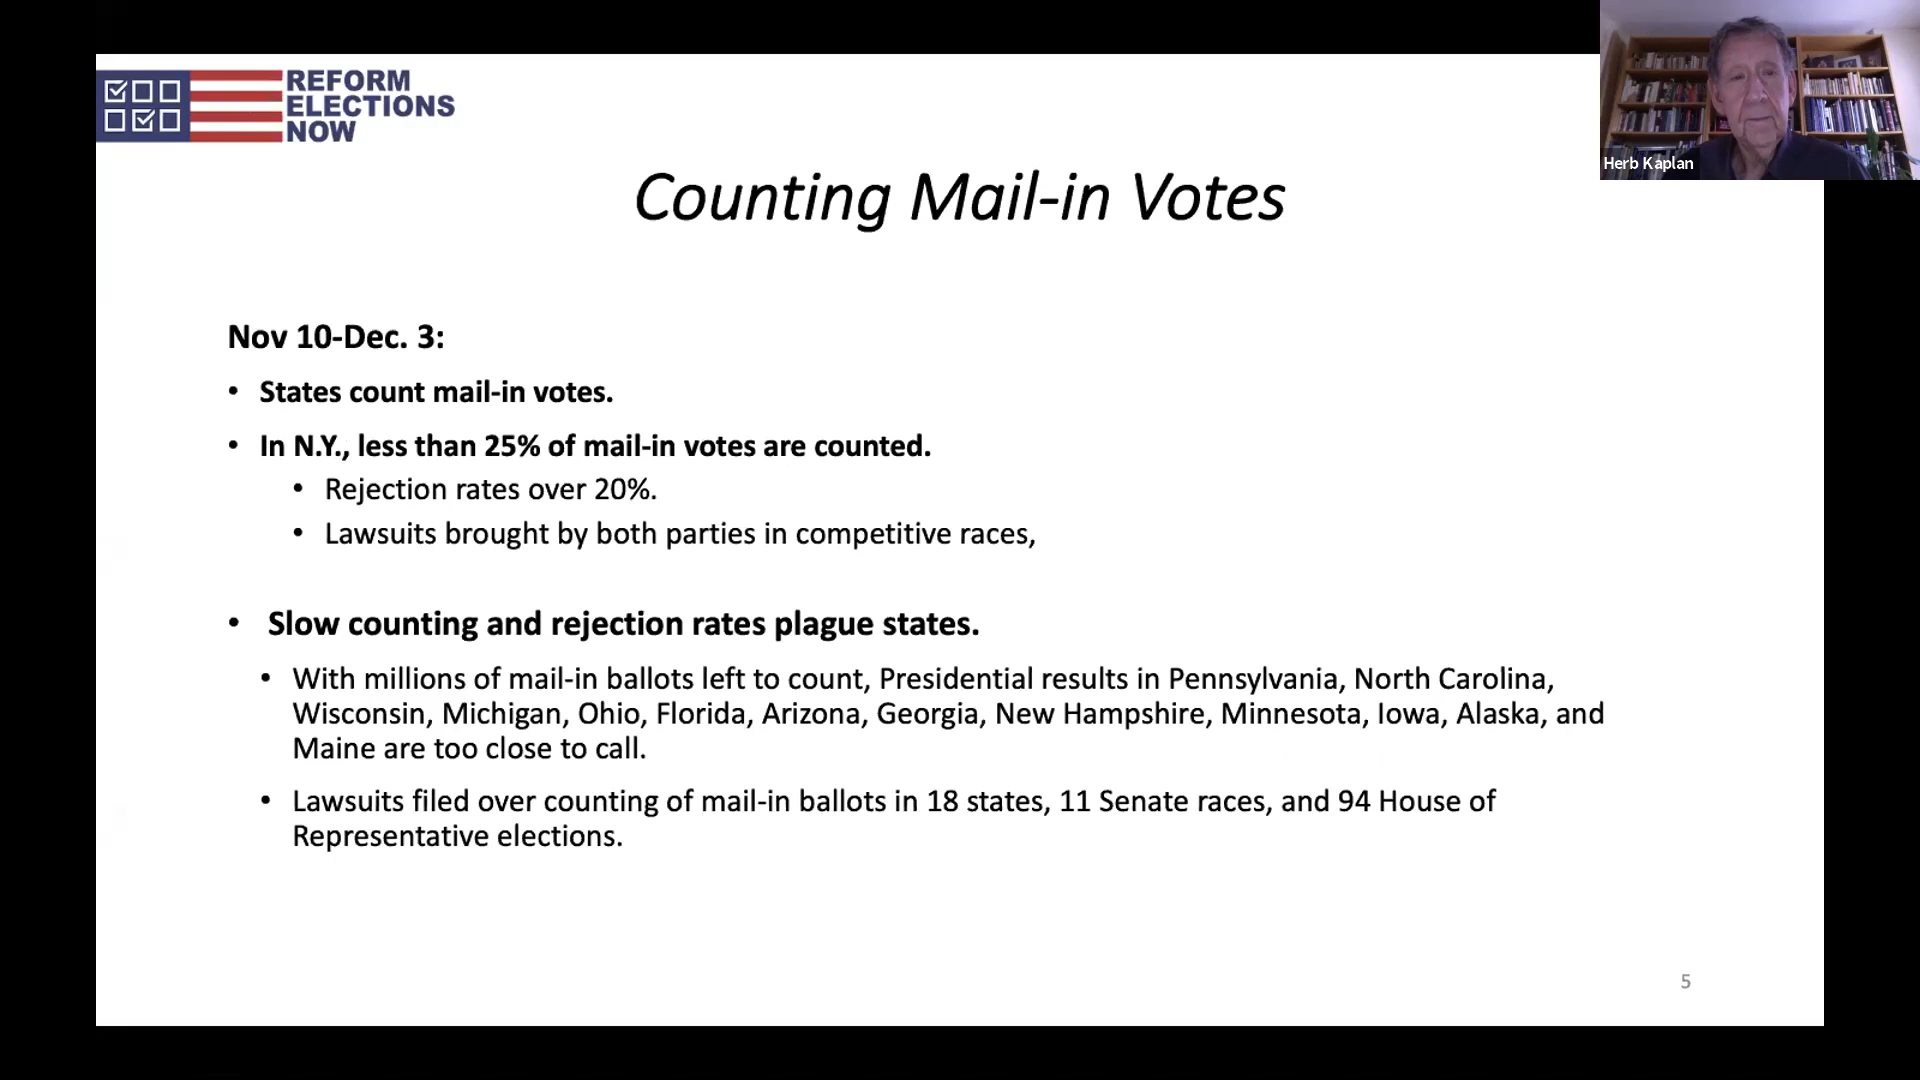 REFORM
ELECTIONS
NOW
Herb Kaplan
Counting Mail-in Votes
Nov 10-Dec. 3:
• States count mail-in votes.
• In N.Y., less than 25% of mail-in votes are counted.
• Rejection rates over 20%.
• Lawsuits brought by both parties in competitive races,
• Slow counting and rejection rates plague states.
• With millions of mail-in ballots left to count, Presidential results in Pennsylvania, North Carolina,
Wisconsin, Michigan, Ohio, Florida, Arizona, Georgia, New Hampshire, Minnesota, Iowa, Alaska, and
Maine are too close to call.
• Lawsuits filed over counting of mail-in ballots in 18 states, 11 Senate races, and 94 House of
Representative elections.
5